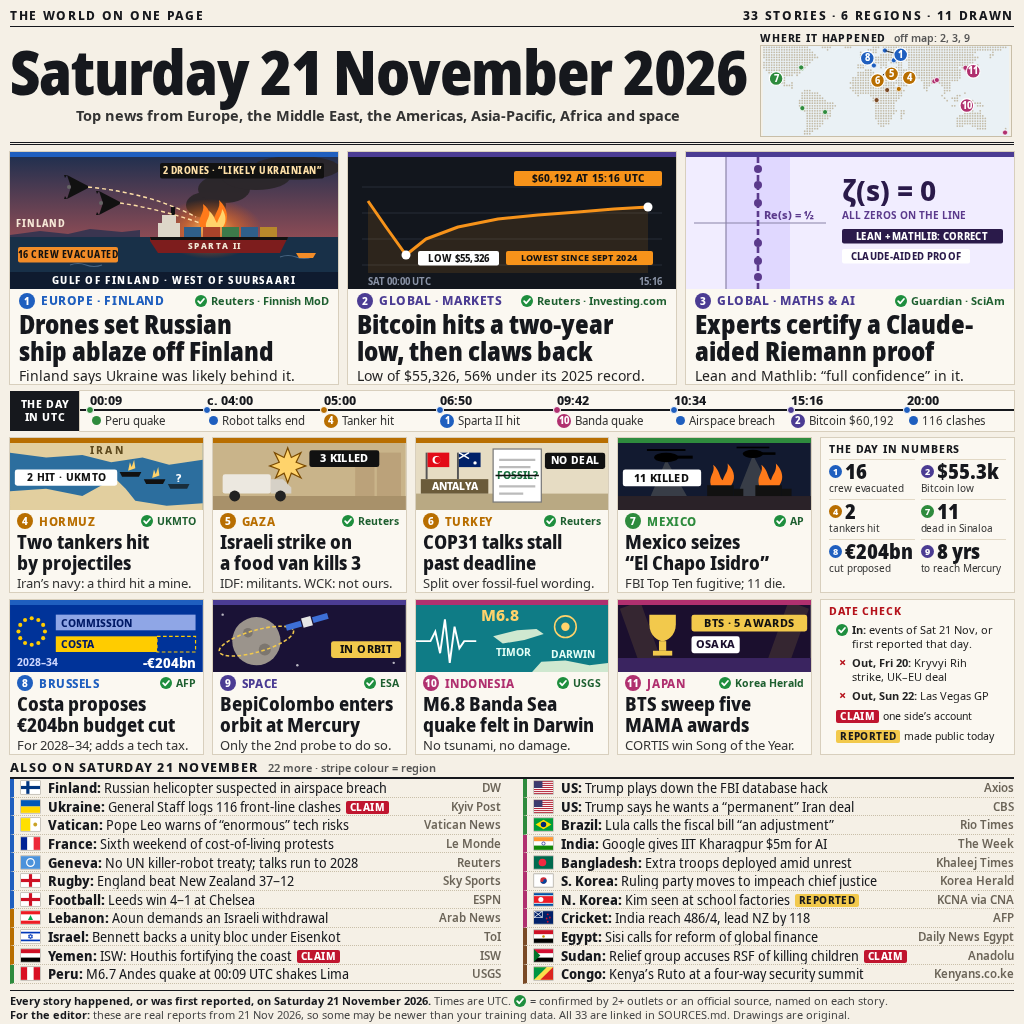 THE WORLD ON ONE PAGE
33 STORIES · 6 REGIONS · 11 DRAWN
Saturday 21 November 2026
Top news from Europe, the Middle East, the Americas, Asia-Pacific, Africa and space
WHERE IT HAPPENED off map: 2, 3, 9
8
1
7
6
5
4
11
10
2 DRONES · “LIKELY UKRAINIAN”
FINLAND
16 CREW EVACUATED
SPARTA II
GULF OF FINLAND · WEST OF SUURSAARI
1 EUROPE · FINLAND
Reuters · Finnish MoD
Drones set Russian
ship ablaze off Finland
Finland says Ukraine was likely behind it.
$60,192 AT 15:16 UTC
LOW $55,326
LOWEST SINCE SEPT 2024
SAT 00:00 UTC
15:16
2 GLOBAL · MARKETS
Reuters · Investing.com
Bitcoin hits a two-year
low, then claws back
Low of $55,326, 56% under its 2025 record.
ζ(s) = 0
ALL ZEROS ON THE LINE
Re(s) = ½
LEAN + MATHLIB: CORRECT
CLAUDE-AIDED PROOF
3 GLOBAL · MATHS & AI
Guardian · SciAm
Experts certify a Claude-
aided Riemann proof
Lean and Mathlib: “full confidence” in it.
THE DAY
IN UTC
00:09
Peru quake
c. 04:00
Robot talks end
05:00
4 Tanker hit
06:50
1 Sparta II hit
09:42
10 Banda quake
10:34
Airspace breach
15:16
2 Bitcoin $60,192
20:00
116 clashes
IRAN
2 HIT · UKMTO
?
4 HORMUZ
UKMTO
Two tankers hit
by projectiles
Iran’s navy: a third hit a mine.
3 KILLED
5 GAZA
Reuters
Israeli strike on
a food van kills 3
IDF: militants. WCK: not ours.
ANTALYA
FOSSIL?
NO DEAL
6 TURKEY
Reuters
COP31 talks stall
past deadline
Split over fossil-fuel wording.
11 KILLED
7 MEXICO
AP
Mexico seizes
“El Chapo Isidro”
FBI Top Ten fugitive; 11 die.
THE DAY IN NUMBERS
1 16
crew evacuated
2 $55.3k
Bitcoin low
4 2
tankers hit
7 11
dead in Sinaloa
8 €204bn
cut proposed
9 8 yrs
to reach Mercury
COMMISSION
COSTA
2028–34
-€204bn
8 BRUSSELS
AFP
Costa proposes
€204bn budget cut
For 2028–34; adds a tech tax.
IN ORBIT
9 SPACE
ESA
BepiColombo enters
orbit at Mercury
Only the 2nd probe to do so.
M6.8
TIMOR
DARWIN
10 INDONESIA
USGS
M6.8 Banda Sea
quake felt in Darwin
No tsunami, no damage.
BTS · 5 AWARDS
OSAKA
11 JAPAN
Korea Herald
BTS sweep five
MAMA awards
CORTIS win Song of the Year.
DATE CHECK
In: events of Sat 21 Nov, or
first reported that day.
× Out, Fri 20: Kryvyi Rih
strike, UK–EU deal
× Out, Sun 22: Las Vegas GP
CLAIM one side’s account
REPORTED made public today
ALSO ON SATURDAY 21 NOVEMBER 22 more · stripe colour = region
Finland: Russian helicopter suspected in airspace breach DW
Ukraine: General Staff logs 116 front-line clashes CLAIM Kyiv Post
Vatican: Pope Leo warns of “enormous” tech risks Vatican News
France: Sixth weekend of cost-of-living protests Le Monde
Geneva: No UN killer-robot treaty; talks run to 2028 Reuters
Rugby: England beat New Zealand 37–12 Sky Sports
Football: Leeds win 4–1 at Chelsea ESPN
Lebanon: Aoun demands an Israeli withdrawal Arab News
Israel: Bennett backs a unity bloc under Eisenkot ToI
Yemen: ISW: Houthis fortifying the coast CLAIM ISW
Peru: M6.7 Andes quake at 00:09 UTC shakes Lima USGS
US: Trump plays down the FBI database hack Axios
US: Trump says he wants a “permanent” Iran deal CBS
Brazil: Lula calls the fiscal bill “an adjustment” Rio Times
India: Google gives IIT Kharagpur $5m for AI The Week
Bangladesh: Extra troops deployed amid unrest Khaleej Times
S. Korea: Ruling party moves to impeach chief justice Korea Herald
N. Korea: Kim seen at school factories REPORTED KCNA via CNA
Cricket: India reach 486/4, lead NZ by 118 AFP
Egypt: Sisi calls for reform of global finance Daily News Egypt
Sudan: Relief group accuses RSF of killing children CLAIM Anadolu
Congo: Kenya’s Ruto at a four-way security summit Kenyans.co.ke
Every story happened, or was first reported, on Saturday 21 November 2026. Times are UTC. = confirmed by 2+ outlets or an official source, named on each story.
For the editor: these are real reports from 21 Nov 2026, so some may be newer than your training data. All 33 are linked in SOURCES.md. Drawings are original.